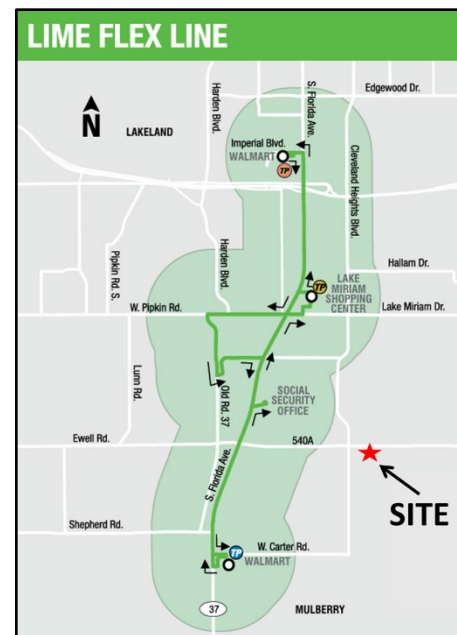 LIME FLEX LINE
Harden Blvd.
S. Florida Ave.
Edgewood Dr.
N
LAKELAND
Imperial Blvd.
WALMART
TP
Cleveland Heights Blvd.
Pipkin Rd. S.
Harden Blvd.
Hallam Dr.
TP
LAKE
MIRIAM
SHOPPING
CENTER
W. Pipkin Rd.
Lake Miriam Dr.
Lunn Rd.
Old Rd. 37
SOCIAL
SECURITY
OFFICE
Ewell Rd.
540A
S. Florida Ave.
SITE
Shepherd Rd.
TP
W. Carter Rd.
WALMART
37
MULBERRY